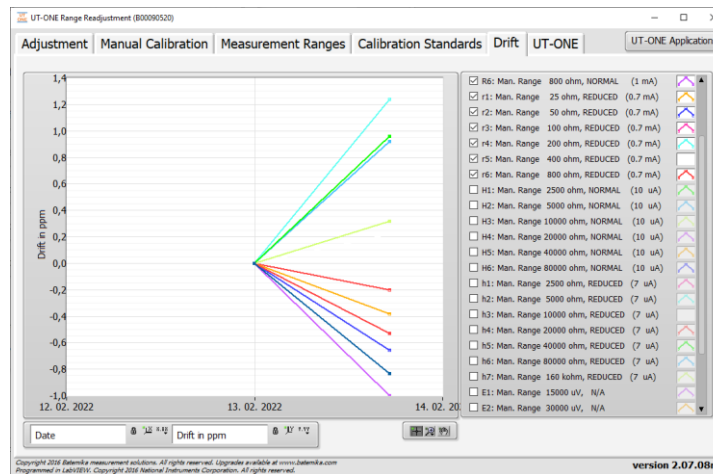 UT-ONE Range Readjustment (B00090520)
Adjustment Manual Calibration Measurement Ranges Calibration Standards Drift UT-ONE UT-ONE Application
1,4
1,2
1,0
0,8
0,6
0,4
0,2
0,0
-0,2
-0,4
-0,6
-0,8
-1,0
Drift in ppm
12. 02. 2022 13. 02. 2022 14. 02. 20
R6: Man. Range 800 ohm, NORMAL (1 mA)
r1: Man. Range 25 ohm, REDUCED (0.7 mA)
r2: Man. Range 50 ohm, REDUCED (0.7 mA)
r3: Man. Range 100 ohm, REDUCED (0.7 mA)
r4: Man. Range 200 ohm, REDUCED (0.7 mA)
r5: Man. Range 400 ohm, REDUCED (0.7 mA)
r6: Man. Range 800 ohm, REDUCED (0.7 mA)
H1: Man. Range 2500 ohm, NORMAL (10 uA)
H2: Man. Range 5000 ohm, NORMAL (10 uA)
H3: Man. Range 10000 ohm, NORMAL (10 uA)
H4: Man. Range 20000 ohm, NORMAL (10 uA)
H5: Man. Range 40000 ohm, NORMAL (10 uA)
H6: Man. Range 80000 ohm, NORMAL (10 uA)
h1: Man. Range 2500 ohm, REDUCED (7 uA)
h2: Man. Range 5000 ohm, REDUCED (7 uA)
h3: Man. Range 10000 ohm, REDUCED (7 uA)
h4: Man. Range 20000 ohm, REDUCED (7 uA)
h5: Man. Range 40000 ohm, REDUCED (7 uA)
h6: Man. Range 80000 ohm, REDUCED (7 uA)
h7: Man. Range 160 kohm, REDUCED (7 uA)
E1: Man. Range 15000 uV, N/A
E2: Man. Range 30000 uV, N/A
Date Drift in ppm
Copyright 2016 Batemika measurement solutions. All rights reserved. Upgrades available at www.batemika.com
Programmed in LabVIEW. Copyright 2016 National Instruments Corporation. All rights reserved.
version 2.07.08